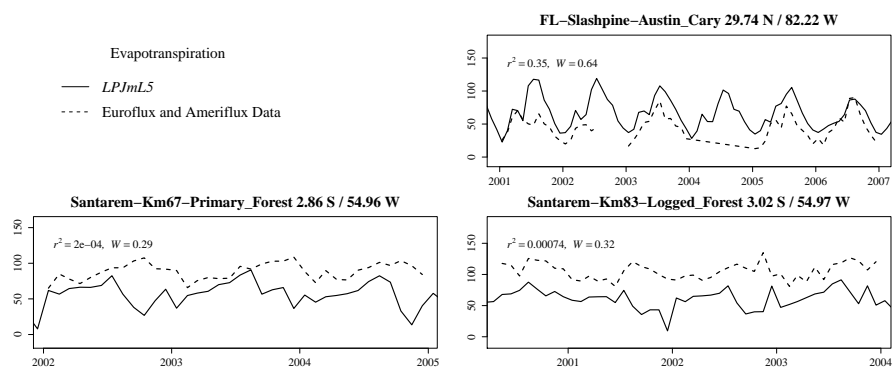 Evapotranspiration
LPJmL5
Euroflux and Ameriflux Data
FL−Slashpine−Austin_Cary 29.74 N / 82.22 W
r² = 0.35, W = 0.64
0 50 100 150
2001 2002 2003 2004 2005 2006 2007
Santarem−Km67−Primary_Forest 2.86 S / 54.96 W
r² = 2e−04, W = 0.29
0 50 100 150
2002 2003 2004 2005
Santarem−Km83−Logged_Forest 3.02 S / 54.97 W
r² = 0.00074, W = 0.32
0 50 100 150
2001 2002 2003 2004